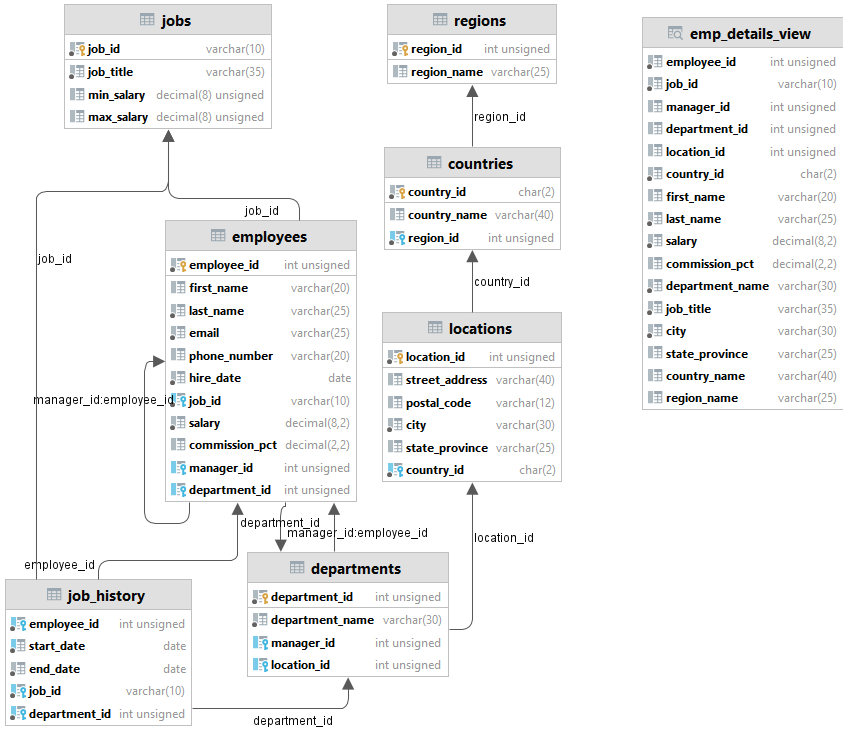 jobs
job_id varchar(10)
job_title varchar(35)
min_salary decimal(8) unsigned
max_salary decimal(8) unsigned
regions
region_id int unsigned
region_name varchar(25)
region_id
countries
country_id char(2)
country_name varchar(40)
region_id int unsigned
country_id
locations
location_id int unsigned
street_address varchar(40)
postal_code varchar(12)
city varchar(30)
state_province varchar(25)
country_id char(2)
location_id
emp_details_view
employee_id int unsigned
job_id varchar(10)
manager_id int unsigned
department_id int unsigned
location_id int unsigned
country_id char(2)
first_name varchar(20)
last_name varchar(25)
salary decimal(8,2)
commission_pct decimal(2,2)
department_name varchar(30)
job_title varchar(35)
city varchar(30)
state_province varchar(25)
country_name varchar(40)
region_name varchar(25)
job_id
job_id
employees
employee_id int unsigned
first_name varchar(20)
last_name varchar(25)
email varchar(25)
phone_number varchar(20)
hire_date date
job_id varchar(10)
salary decimal(8,2)
commission_pct decimal(2,2)
manager_id int unsigned
department_id int unsigned
manager_id:employee_id
department_id
manager_id:employee_id
employee_id
departments
department_id int unsigned
department_name varchar(30)
manager_id int unsigned
location_id int unsigned
job_history
employee_id int unsigned
start_date date
end_date date
job_id varchar(10)
department_id int unsigned
department_id